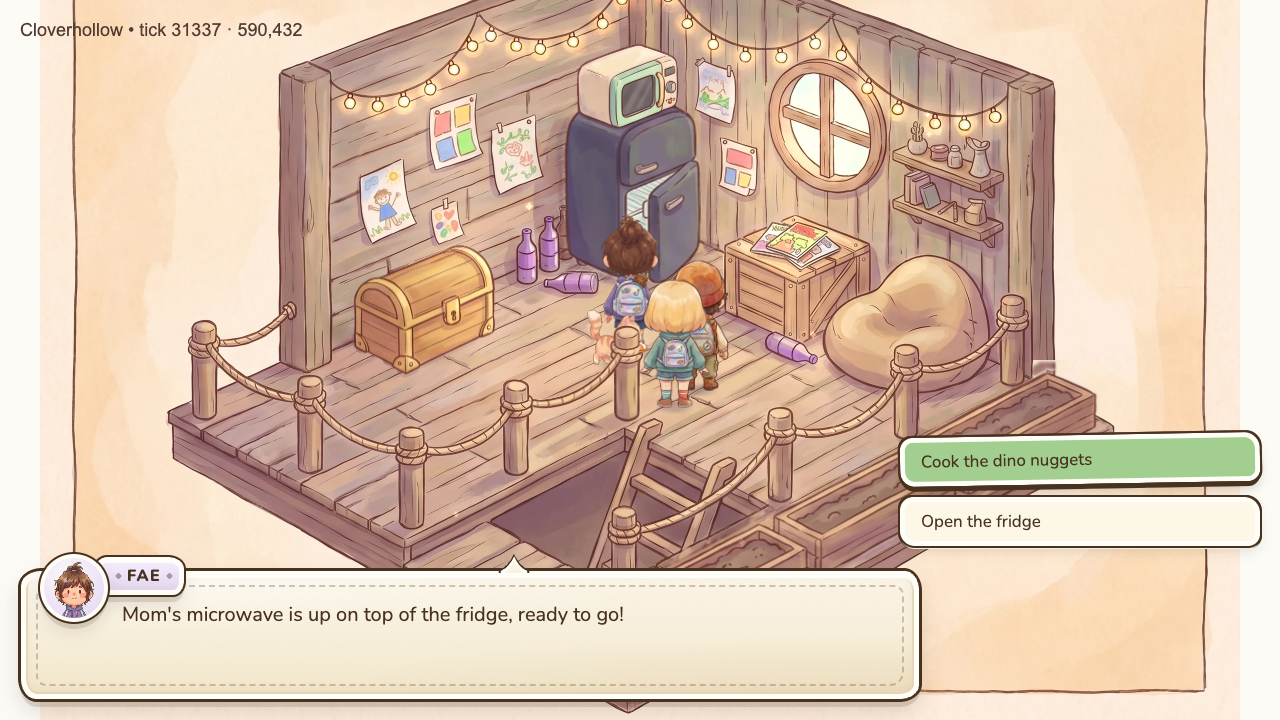 Cloverhollow • tick 31337 · 590,432
Cook the dino nuggets
Open the fridge
FAE
Mom's microwave is up on top of the fridge, ready to go!